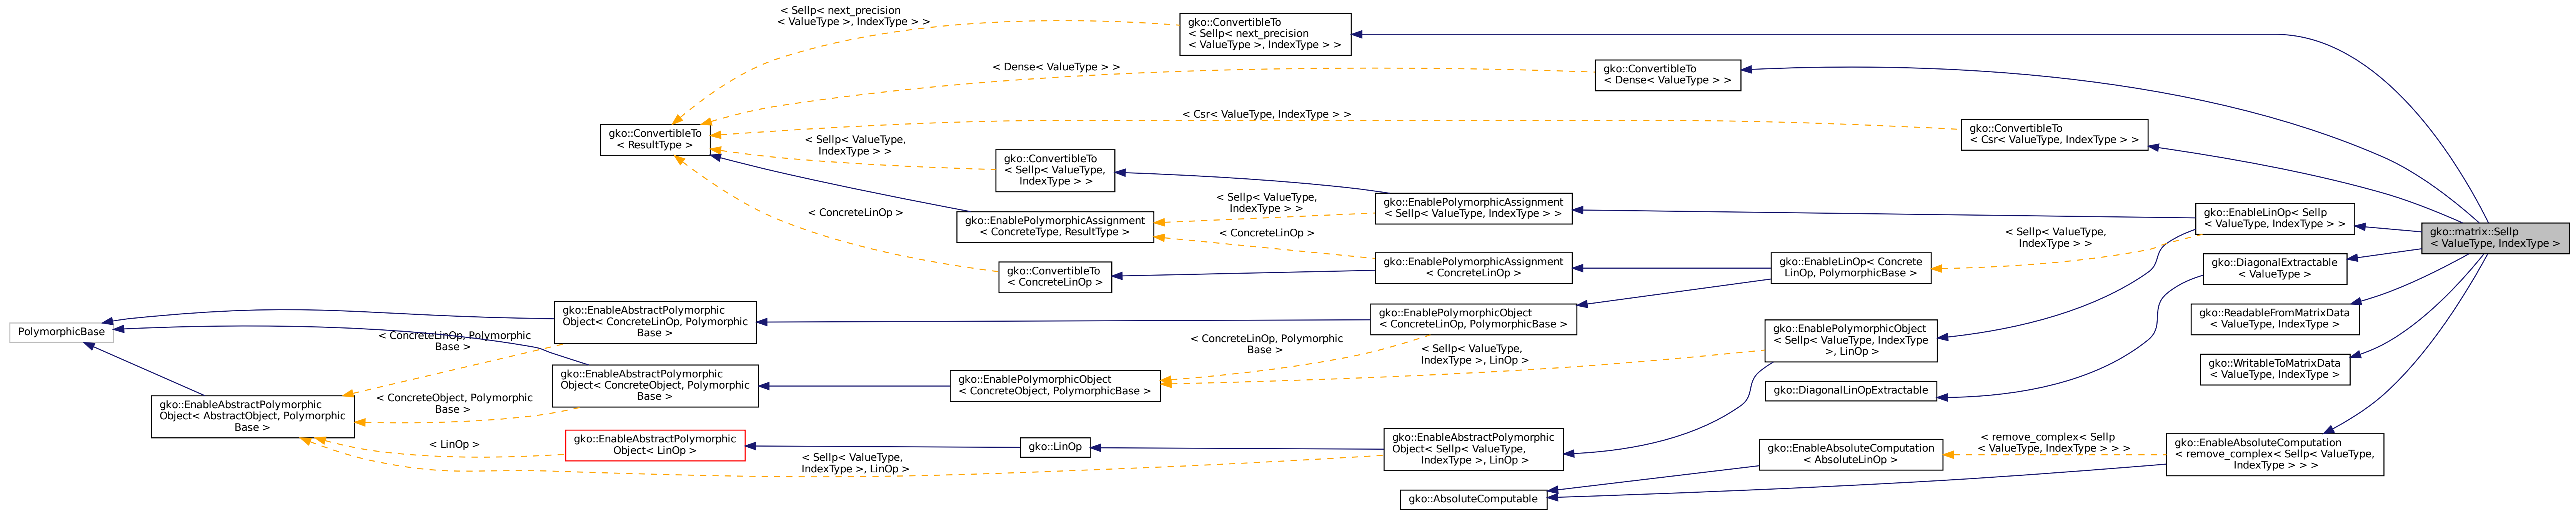 < Sellp< next_precision
< ValueType >, IndexType > >
gko::ConvertibleTo
< Sellp< next_precision
< ValueType >, IndexType > >
< Dense< ValueType > >
gko::ConvertibleTo
< Dense< ValueType > >
< Csr< ValueType, IndexType > >
gko::ConvertibleTo
< Csr< ValueType, IndexType > >
gko::ConvertibleTo
< ResultType >
< Sellp< ValueType,
IndexType > >
gko::ConvertibleTo
< Sellp< ValueType,
IndexType > >
< ConcreteLinOp >
gko::EnablePolymorphicAssignment
< ConcreteType, ResultType >
< Sellp< ValueType,
IndexType > >
< ConcreteLinOp >
gko::EnablePolymorphicAssignment
< Sellp< ValueType, IndexType > >
gko::EnableLinOp< Sellp
< ValueType, IndexType > >
gko::matrix::Sellp
< ValueType, IndexType >
gko::ConvertibleTo
< ConcreteLinOp >
gko::EnablePolymorphicAssignment
< ConcreteLinOp >
gko::EnableLinOp< Concrete
LinOp, PolymorphicBase >
< Sellp< ValueType,
IndexType > >
gko::DiagonalExtractable
< ValueType >
PolymorphicBase
gko::EnableAbstractPolymorphic
Object< ConcreteLinOp, Polymorphic
Base >
gko::EnablePolymorphicObject
< ConcreteLinOp, PolymorphicBase >
gko::ReadableFromMatrixData
< ValueType, IndexType >
< ConcreteLinOp, Polymorphic
Base >
< ConcreteLinOp, Polymorphic
Base >
< Sellp< ValueType,
IndexType >, LinOp >
gko::EnablePolymorphicObject
< Sellp< ValueType, IndexType
>, LinOp >
gko::WritableToMatrixData
< ValueType, IndexType >
gko::EnableAbstractPolymorphic
Object< ConcreteObject, Polymorphic
Base >
gko::EnablePolymorphicObject
< ConcreteObject, PolymorphicBase >
gko::DiagonalLinOpExtractable
gko::EnableAbstractPolymorphic
Object< AbstractObject, Polymorphic
Base >
< ConcreteObject, Polymorphic
Base >
< LinOp >
gko::EnableAbstractPolymorphic
Object< LinOp >
gko::LinOp
< Sellp< ValueType,
IndexType >, LinOp >
gko::EnableAbstractPolymorphic
Object< Sellp< ValueType,
IndexType >, LinOp >
gko::EnableAbsoluteComputation
< AbsoluteLinOp >
< remove_complex< Sellp
< ValueType, IndexType > > >
gko::EnableAbsoluteComputation
< remove_complex< Sellp< ValueType,
IndexType > > >
gko::AbsoluteComputable